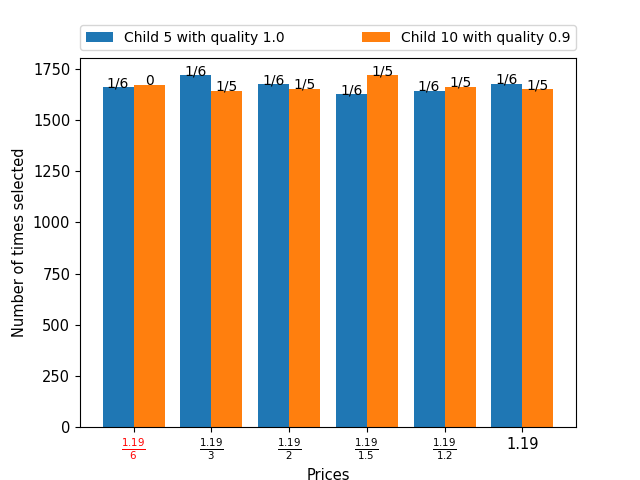 Child 5 with quality 1.0 Child 10 with quality 0.9
Number of times selected
1750
1500
1250
1000
750
500
250
0
1/6 0 1/6 1/5 1/6 1/5 1/6 1/5 1/6 1/5 1/6 1/5
1.19/6 1.19/3 1.19/2 1.19/1.5 1.19/1.2 1.19
Prices